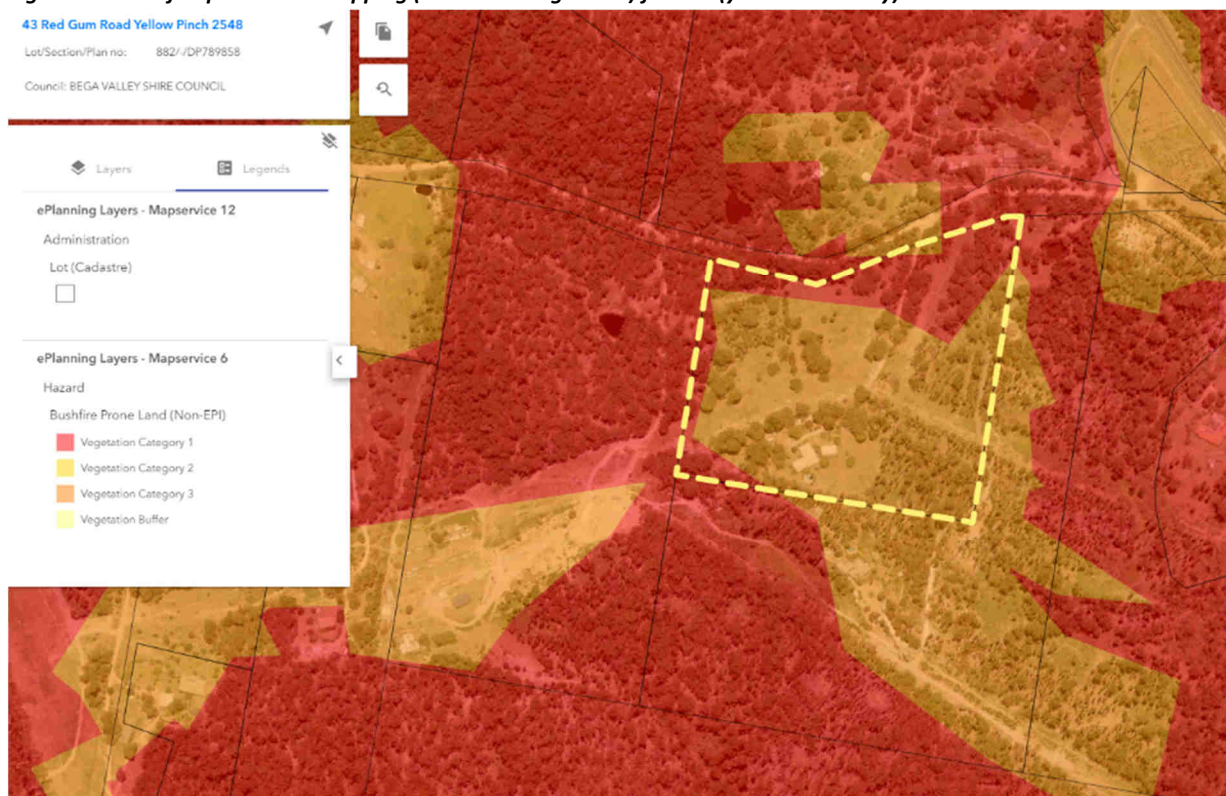 43 Red Gum Road Yellow Pinch 2548
Lot/Section/Plan no: 882/-/DP789858
Council: BEGA VALLEY SHIRE COUNCIL
Layers
Legends
ePlanning Layers - Mapservice 12
Administration
Lot (Cadastre)
ePlanning Layers - Mapservice 6
Hazard
Bushfire Prone Land (Non-EPI)
Vegetation Category 1
Vegetation Category 2
Vegetation Category 3
Vegetation Buffer